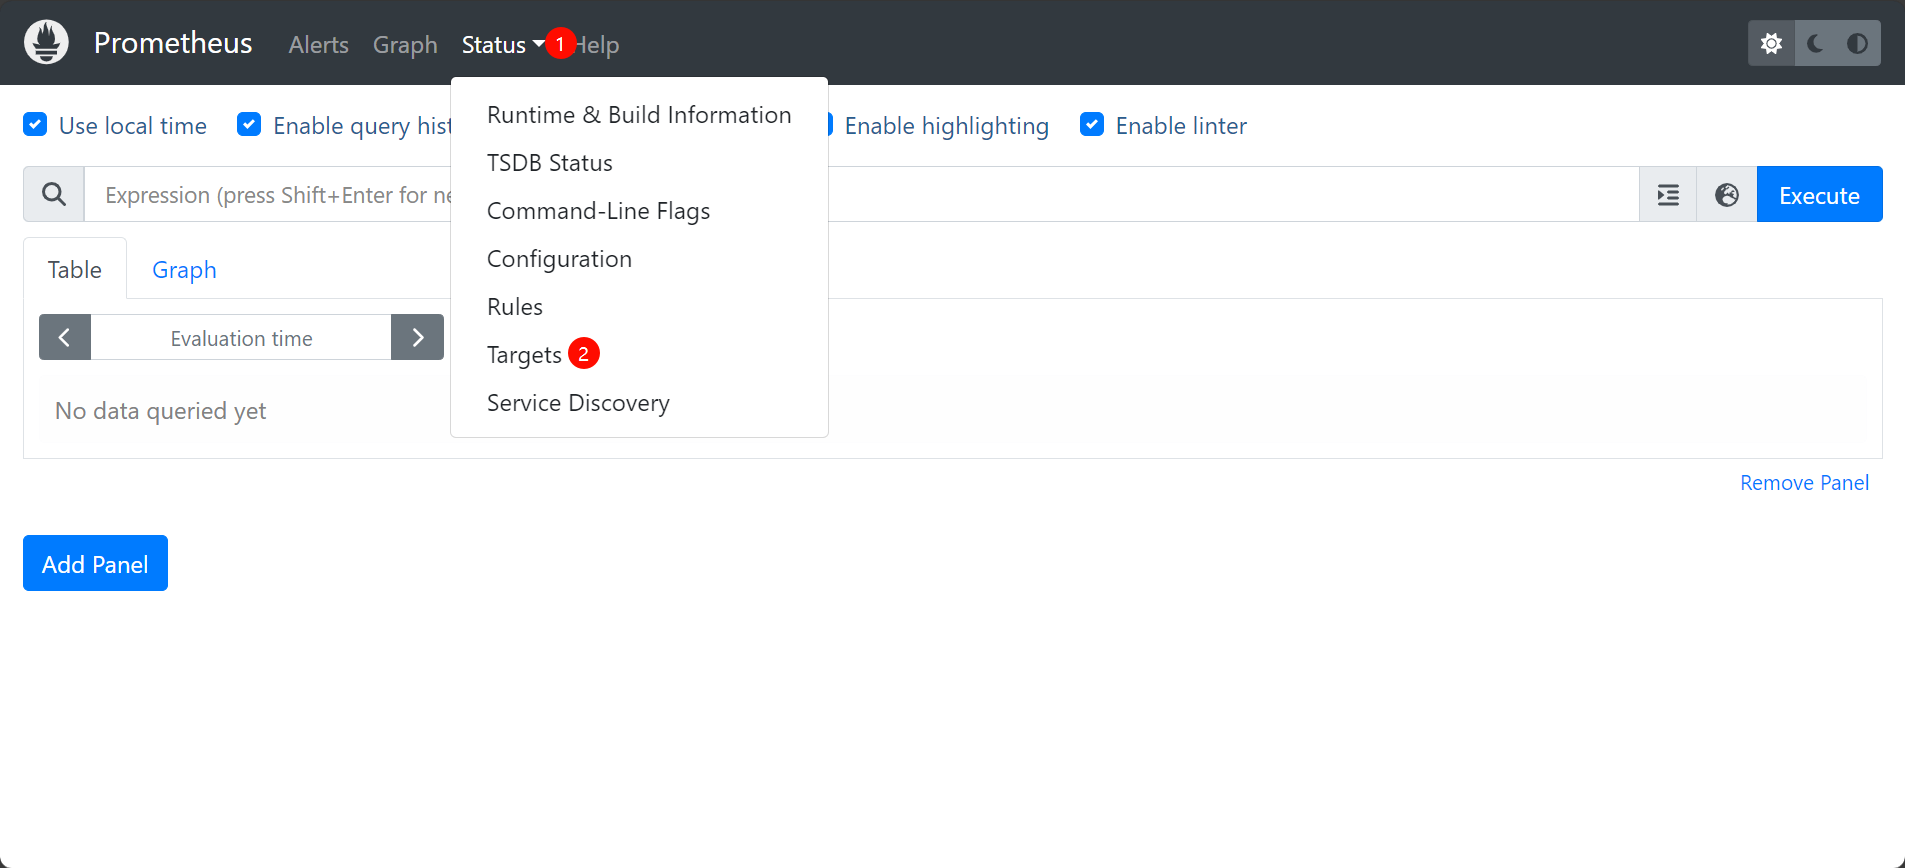 Prometheus Alerts Graph Status 1 Help
Runtime & Build Information
Use local time Enable query hist Enable highlighting Enable linter
TSDB Status
Expression (press Shift+Enter for ne Execute
Command-Line Flags
Configuration
Table Graph
Rules
Evaluation time
Targets 2
Service Discovery
No data queried yet
Remove Panel
Add Panel